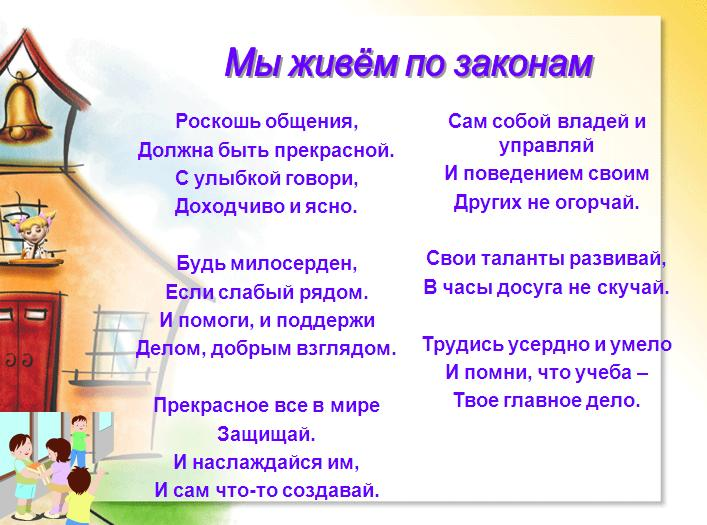 Мы живём по законам
Роскошь общения,
Должна быть прекрасной.
С улыбкой говори,
Доходчиво и ясно.
Будь милосерден,
Если слабый рядом.
И помоги, и поддержи
Делом, добрым взглядом.
Прекрасное все в мире
Защищай.
И наслаждайся им,
И сам что-то создавай.
Сам собой владей и
управляй
И поведением своим
Других не огорчай.
Свои таланты развивай,
В часы досуга не скучай.
Трудись усердно и умело
И помни, что учеба –
Твое главное дело.